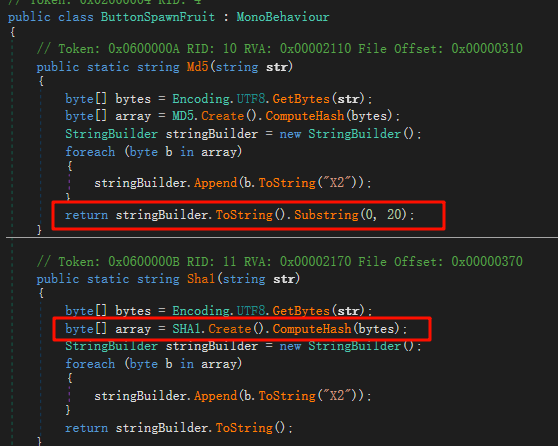 // Token: 0x02000004 RID: 4
public class ButtonSpawnFruit : MonoBehaviour
{
// Token: 0x0600000A RID: 10 RVA: 0x00002110 File Offset: 0x00000310
public static string Md5(string str)
{
byte[] bytes = Encoding.UTF8.GetBytes(str);
byte[] array = MD5.Create().ComputeHash(bytes);
StringBuilder stringBuilder = new StringBuilder();
foreach (byte b in array)
{
stringBuilder.Append(b.ToString("X2"));
}
return stringBuilder.ToString().Substring(0, 20);
}
// Token: 0x0600000B RID: 11 RVA: 0x00002170 File Offset: 0x00000370
public static string Sha1(string str)
{
byte[] bytes = Encoding.UTF8.GetBytes(str);
byte[] array = SHA1.Create().ComputeHash(bytes);
StringBuilder stringBuilder = new StringBuilder();
foreach (byte b in array)
{
stringBuilder.Append(b.ToString("X2"));
}
return stringBuilder.ToString();
}